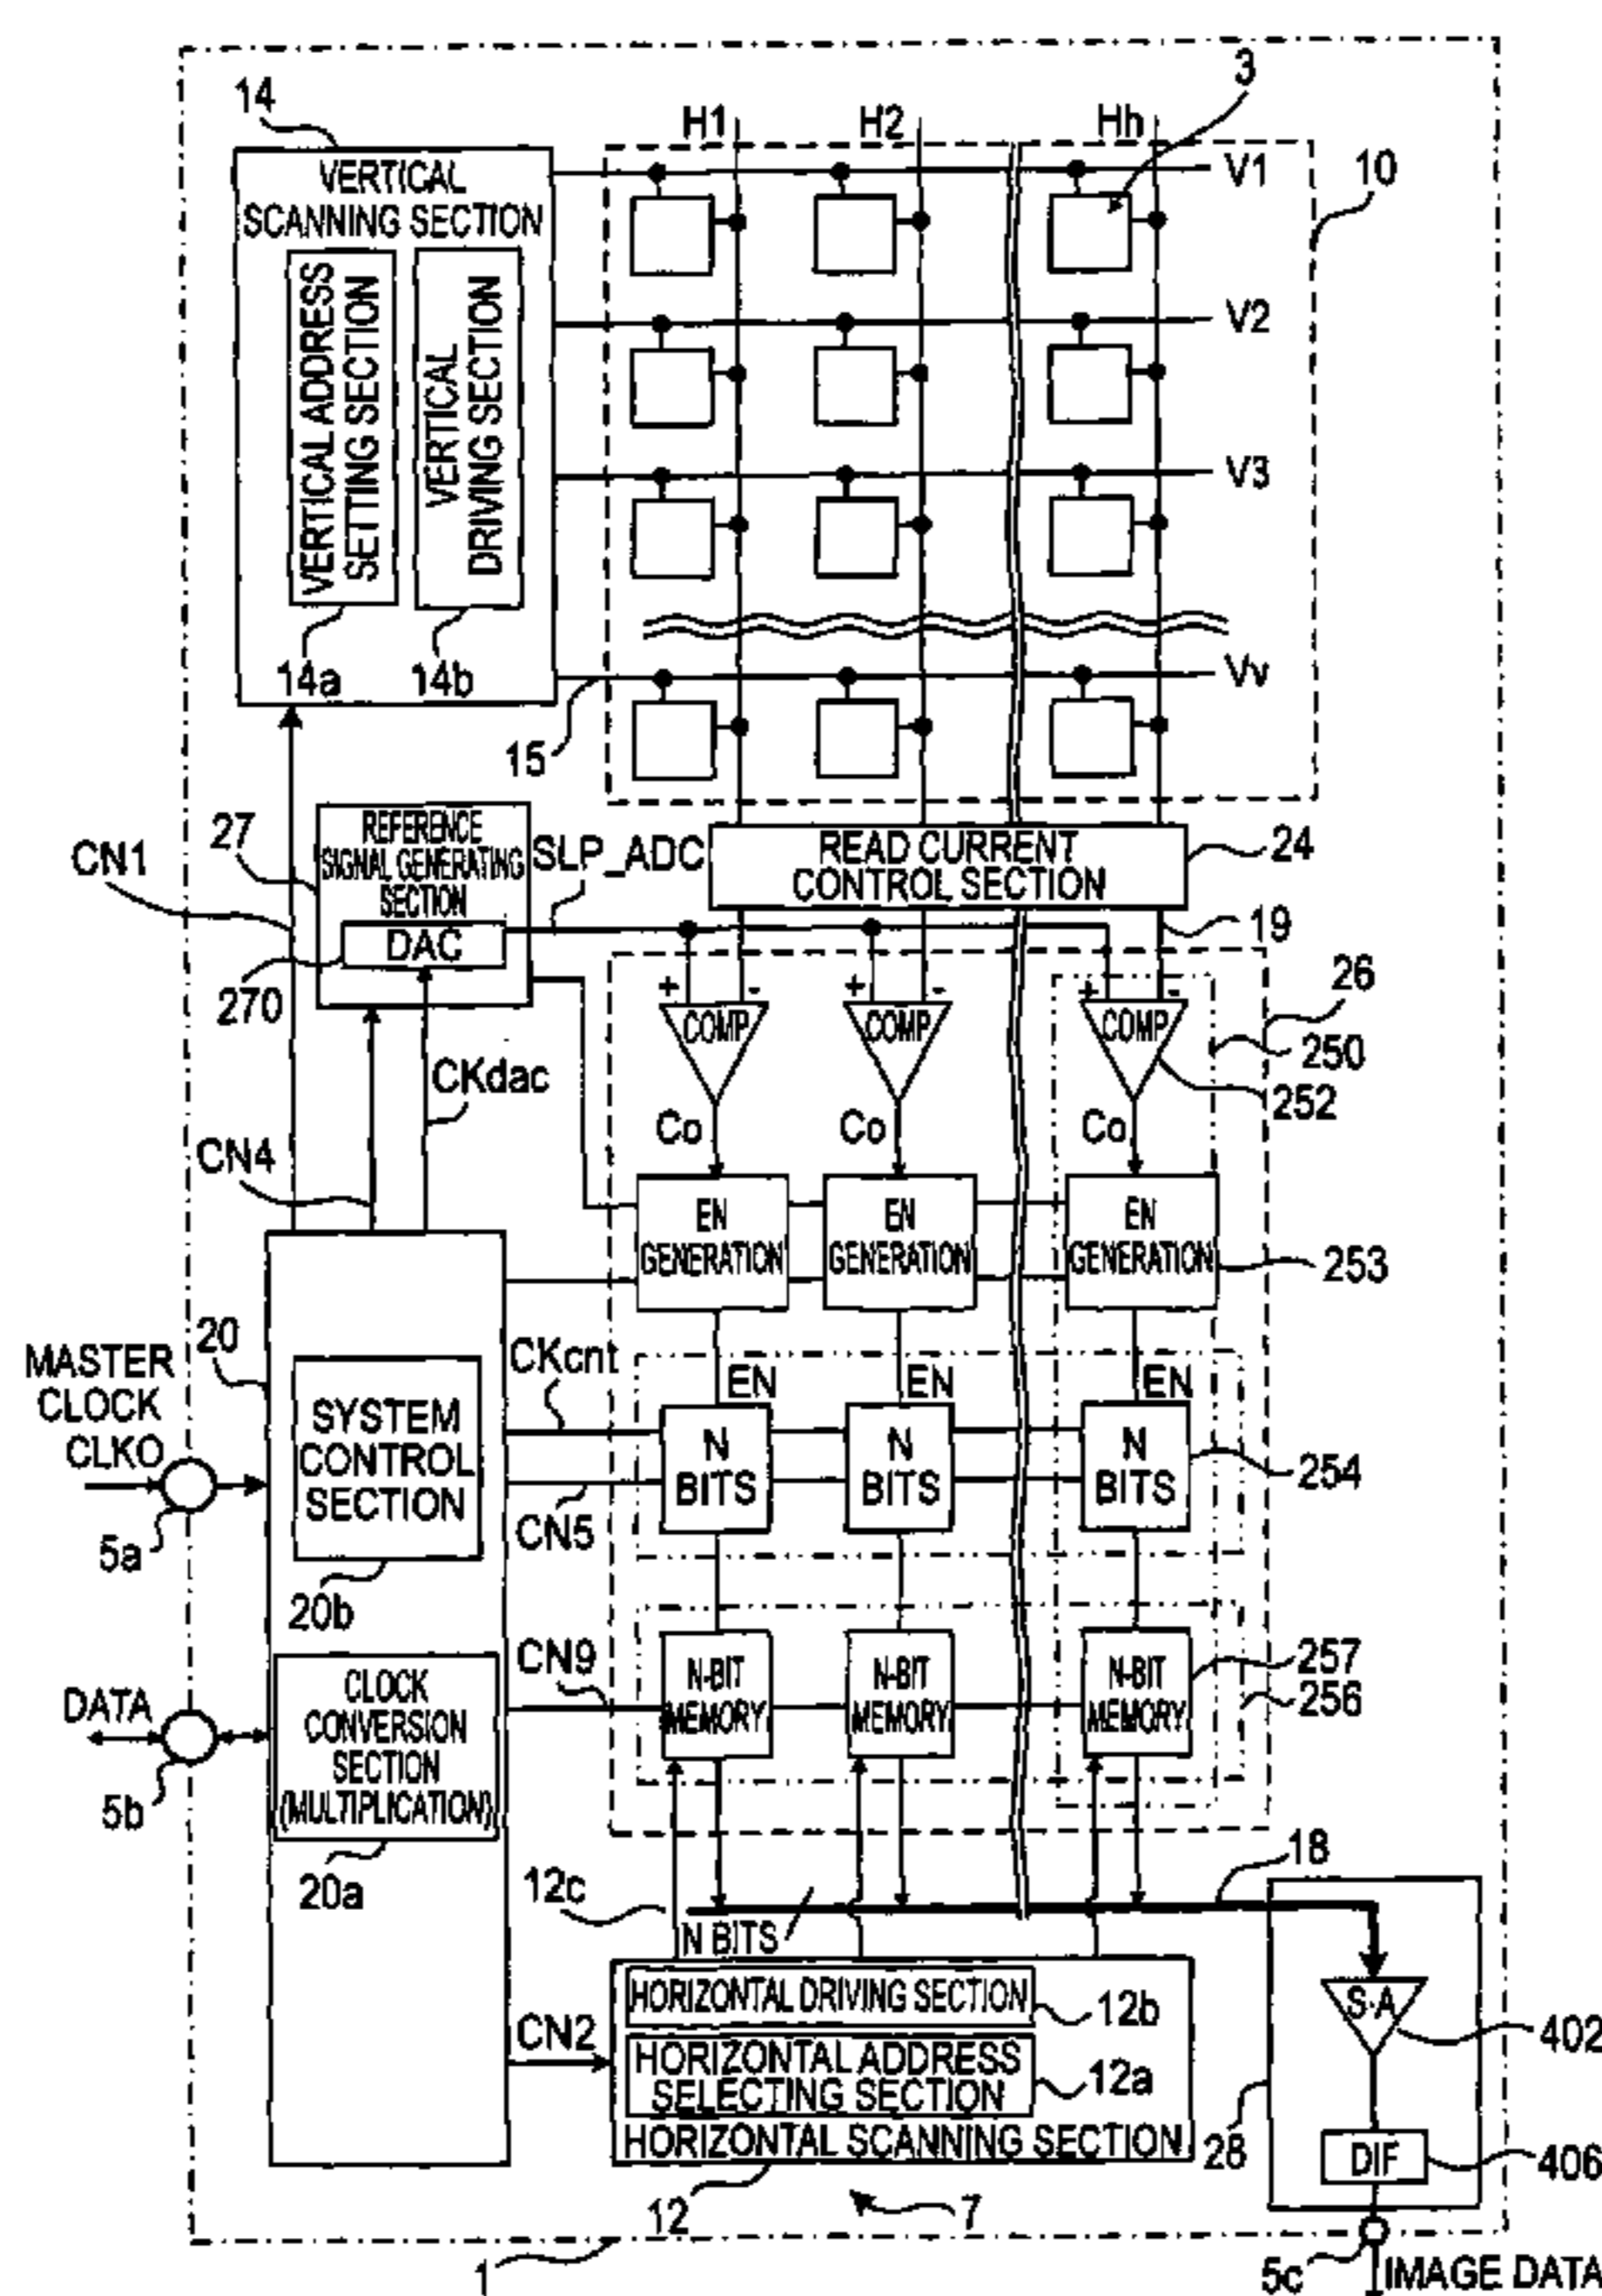 3
14
H1
H2
Hh
VERTICAL
SCANNING SECTION
V1
10
VERTICAL ADDRESS
SETTING SECTION
VERTICAL
DRIVING SECTION
V2
V3
14a
14b
Vv
15
27
REFERENCE
SIGNAL GENERATING
SECTION
SLP_ADC
READ CURRENT
CONTROL SECTION
24
CN1
DAC
19
270
+
-
+
-
+
-
26
COMP
COMP
COMP
250
252
CKdac
Co
Co
Co
CN4
EN
GENERATION
EN
GENERATION
EN
GENERATION
253
20
MASTER
CLOCK
CLKO
CKcnt
EN
EN
EN
SYSTEM
CONTROL
SECTION
N
BITS
N
BITS
N
BITS
254
5a
CN5
20b
CN9
N-BIT
MEMORY
N-BIT
MEMORY
N-BIT
MEMORY
257
256
DATA
CLOCK
CONVERSION
SECTION
(MULTIPLICATION)
5b
20a
12c
N BITS
18
HORIZONTAL DRIVING SECTION
12b
S·A
402
CN2
HORIZONTAL ADDRESS
SELECTING SECTION
12a
HORIZONTAL SCANNING SECTION
28
DIF
406
12
7
1
5c
IMAGE DATA